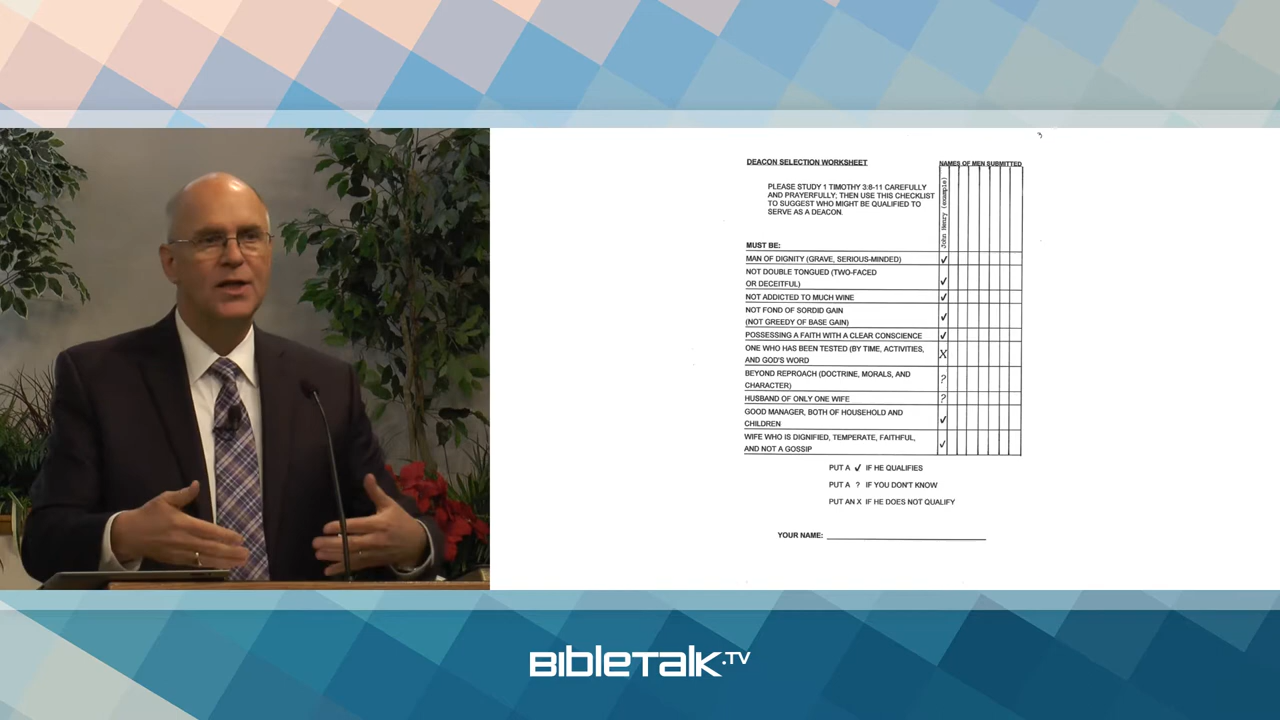 DEACON SELECTION WORKSHEET
NAMES OF MEN SUBMITTED
PLEASE STUDY 1 TIMOTHY 3:8-11 CAREFULLY
AND PRAYERFULLY; THEN USE THIS CHECKLIST
TO SUGGEST WHO MIGHT BE QUALIFIED TO
SERVE AS A DEACON.
John Henry (example)
MUST BE:
MAN OF DIGNITY (GRAVE, SERIOUS-MINDED) ✓
NOT DOUBLE TONGUED (TWO-FACED
OR DECEITFUL) ✓
NOT ADDICTED TO MUCH WINE ✓
NOT FOND OF SORDID GAIN
(NOT GREEDY OF BASE GAIN) ✓
POSSESSING A FAITH WITH A CLEAR CONSCIENCE ✓
ONE WHO HAS BEEN TESTED (BY TIME, ACTIVITIES,
AND GOD'S WORD X
BEYOND REPROACH (DOCTRINE, MORALS, AND
CHARACTER) ?
HUSBAND OF ONLY ONE WIFE ?
GOOD MANAGER, BOTH OF HOUSEHOLD AND
CHILDREN ✓
WIFE WHO IS DIGNIFIED, TEMPERATE, FAITHFUL,
AND NOT A GOSSIP ✓
PUT A ✓ IF HE QUALIFIES
PUT A ? IF YOU DON'T KNOW
PUT AN X IF HE DOES NOT QUALIFY
YOUR NAME:
BIBLETALK.TV